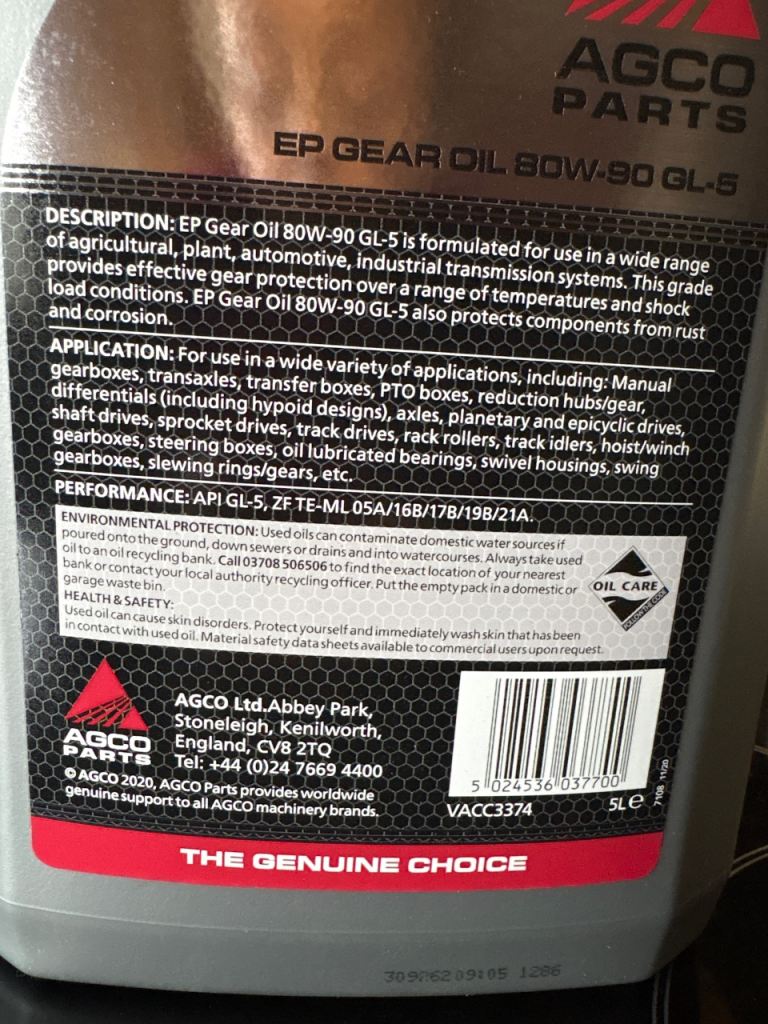 AGCO
PARTS
EP GEAR OIL 80W-90 GL-5
DESCRIPTION: EP Gear Oil 80W-90 GL-5 is formulated for use in a wide range
of agricultural, plant, automotive, industrial transmission systems. This grade
provides effective gear protection over a range of temperatures and shock
load conditions. EP Gear Oil 80W-90 GL-5 also protects components from rust
and corrosion.
APPLICATION: For use in a wide variety of applications, including: Manual
gearboxes, transaxles, transfer boxes, PTO boxes, reduction hubs/gear,
differentials (including hypoid designs), axles, planetary and epicyclic drives,
shaft drives, sprocket drives, track drives, rack rollers, track idlers, hoist/winch
gearboxes, steering boxes, oil lubricated bearings, swivel housings, swing
gearboxes, slewing rings/gears, etc.
PERFORMANCE: API GL-5, ZF TE-ML 05A/16B/17B/19B/21A.
ENVIRONMENTAL PROTECTION: Used oils can contaminate domestic water sources if
poured onto the ground, down sewers or drains and into watercourses. Always take used
oil to an oil recycling bank. Call 03708 506506 to find the exact location of your nearest
bank or contact your local authority recycling officer. Put the empty pack in a domestic or
garage waste bin.
OIL CARE
FOLLOW THE CODE
HEALTH & SAFETY:
Used oil can cause skin disorders. Protect yourself and immediately wash skin that has been
in contact with used oil. Material safety data sheets available to commercial users upon request.
AGCO
PARTS
AGCO Ltd.Abbey Park,
Stoneleigh, Kenilworth,
England, CV8 2TQ
Tel: +44 (0)24 7669 4400
© AGCO 2020, AGCO Parts provides worldwide
genuine support to all AGCO machinery brands.
5 024536 037700
VACC3374
5L e
7108 11/20
THE GENUINE CHOICE
309262 09:05 1286